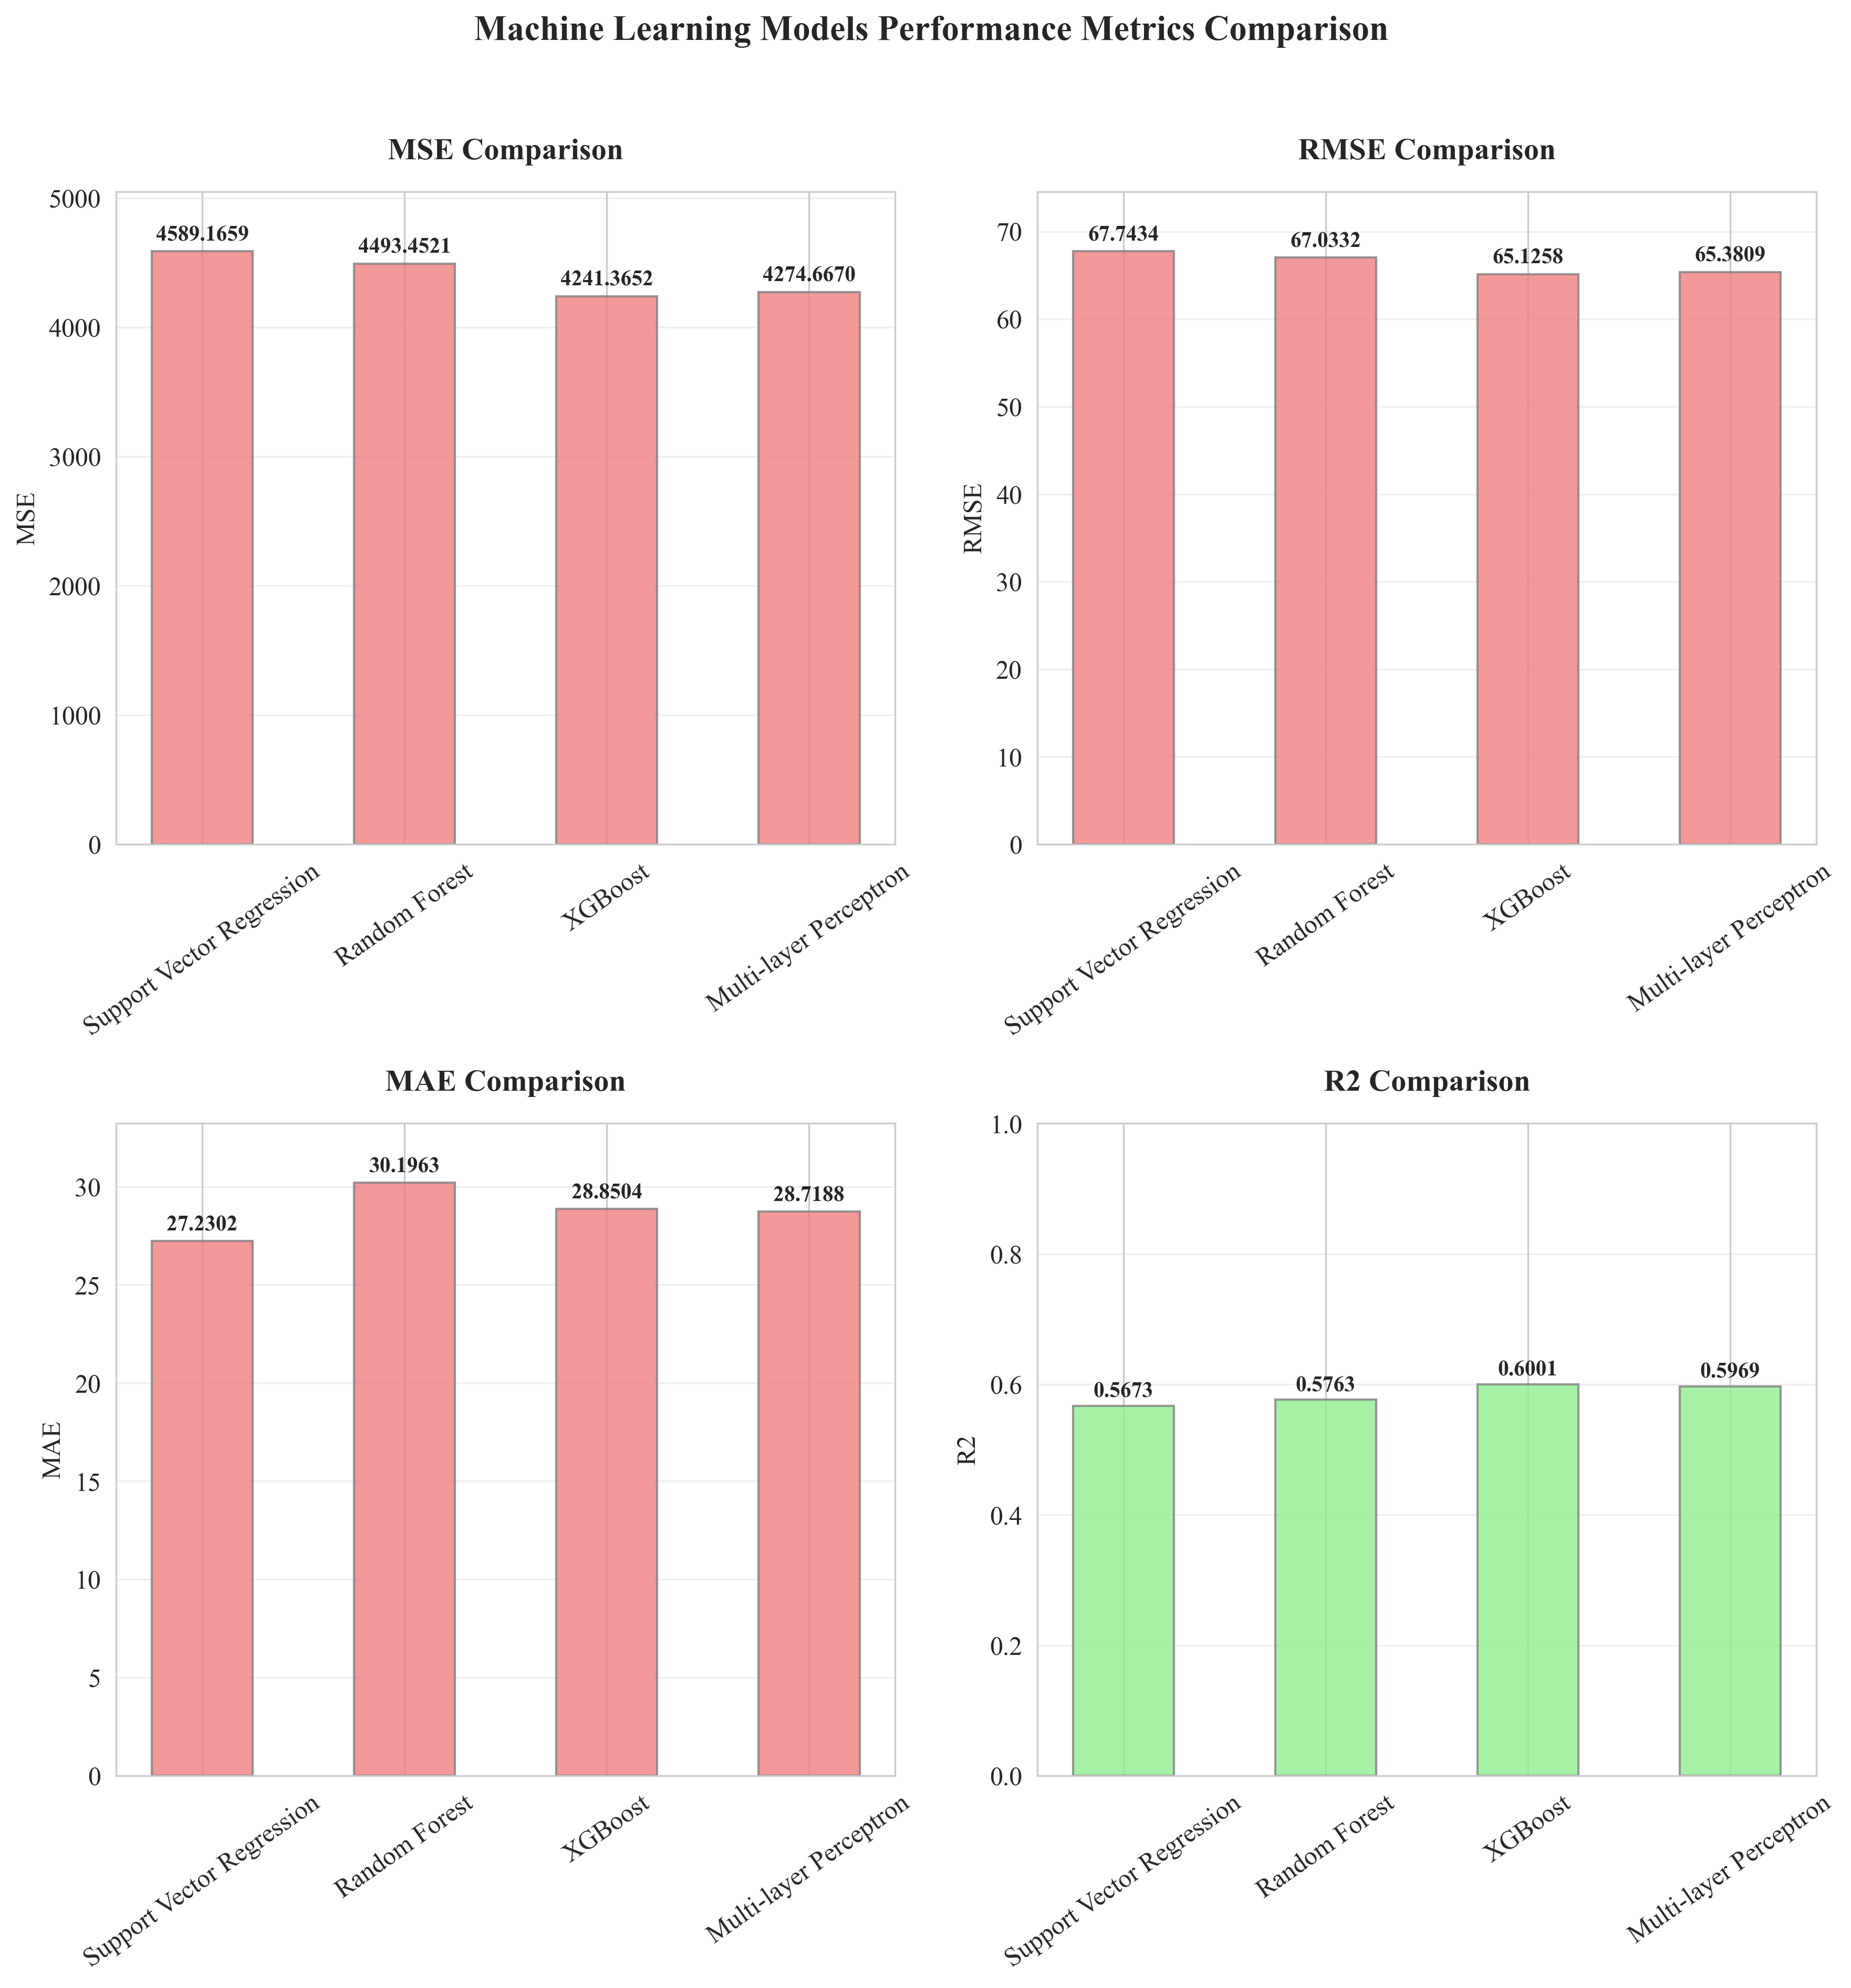 Machine Learning Models Performance Metrics Comparison
MSE Comparison
MSE
5000
4000
3000
2000
1000
0
4589.1659
4493.4521
4241.3652
4274.6670
Support Vector Regression
Random Forest
XGBoost
Multi-layer Perceptron
RMSE Comparison
RMSE
70
60
50
40
30
20
10
0
67.7434
67.0332
65.1258
65.3809
Support Vector Regression
Random Forest
XGBoost
Multi-layer Perceptron
MAE Comparison
MAE
30
25
20
15
10
5
0
27.2302
30.1963
28.8504
28.7188
Support Vector Regression
Random Forest
XGBoost
Multi-layer Perceptron
R2 Comparison
R2
1.0
0.8
0.6
0.4
0.2
0.0
0.5673
0.5763
0.6001
0.5969
Support Vector Regression
Random Forest
XGBoost
Multi-layer Perceptron